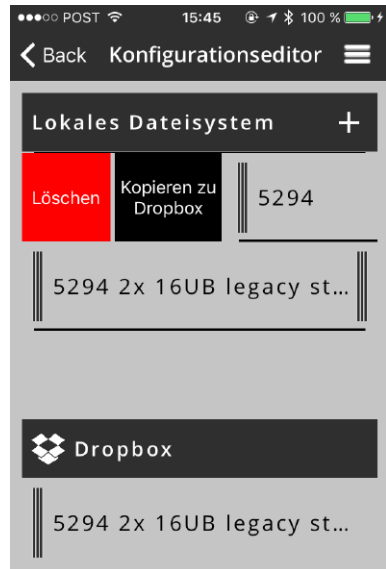 ●●●○○ POST 15:45 100 %
Back Konfigurationseditor
Lokales Dateisystem +
Löschen
Kopieren zu
Dropbox
5294
5294 2x 16UB legacy st...
Dropbox
5294 2x 16UB legacy st...